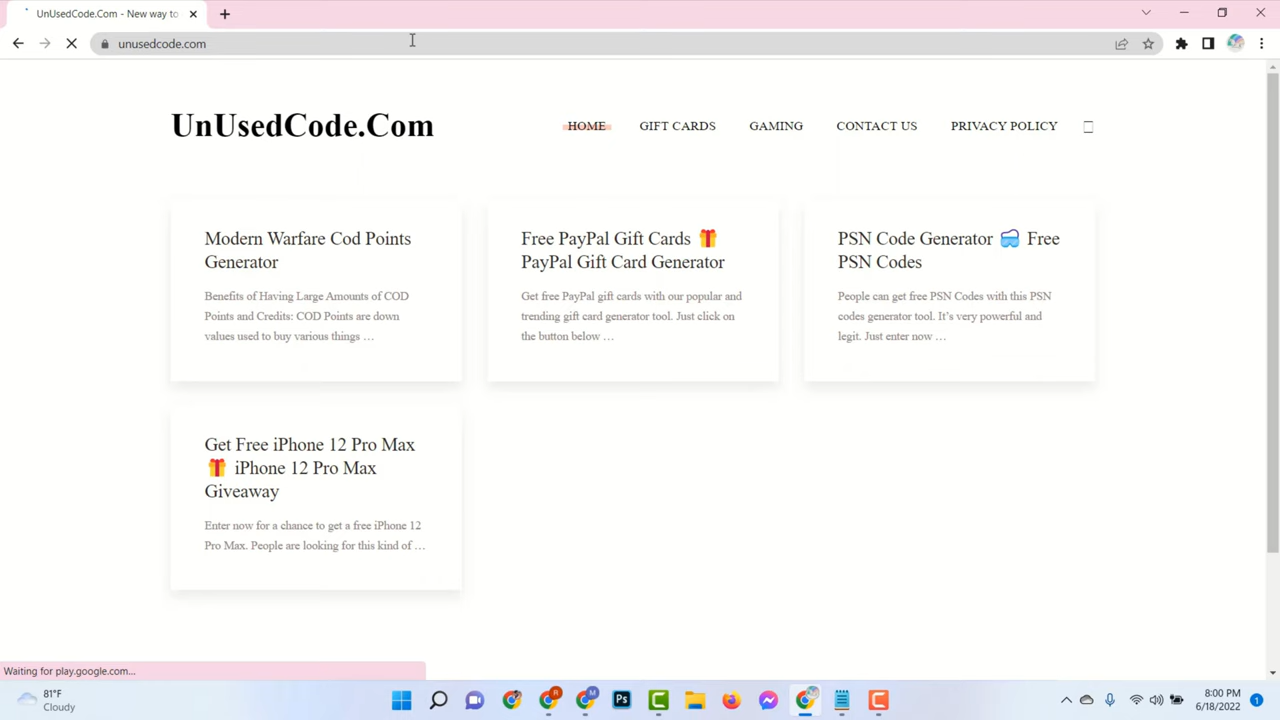 UnUsedCode.Com - New way to
unusedcode.com
UnUsedCode.Com
HOME
GIFT CARDS
GAMING
CONTACT US
PRIVACY POLICY
Modern Warfare Cod Points
Generator
Benefits of Having Large Amounts of COD
Points and Credits: COD Points are down
values used to buy various things …
Free PayPal Gift Cards 🎁
PayPal Gift Card Generator
Get free PayPal gift cards with our popular and
trending gift card generator tool. Just click on
the button below …
PSN Code Generator 🥽 Free
PSN Codes
People can get free PSN Codes with this PSN
codes generator tool. It’s very powerful and
legit. Just enter now …
Get Free iPhone 12 Pro Max
🎁 iPhone 12 Pro Max
Giveaway
Enter now for a chance to get a free iPhone 12
Pro Max. People are looking for this kind of …
Waiting for play.google.com...
81°F
Cloudy
R
M
Ps
C
C
8:00 PM
6/18/2022
1